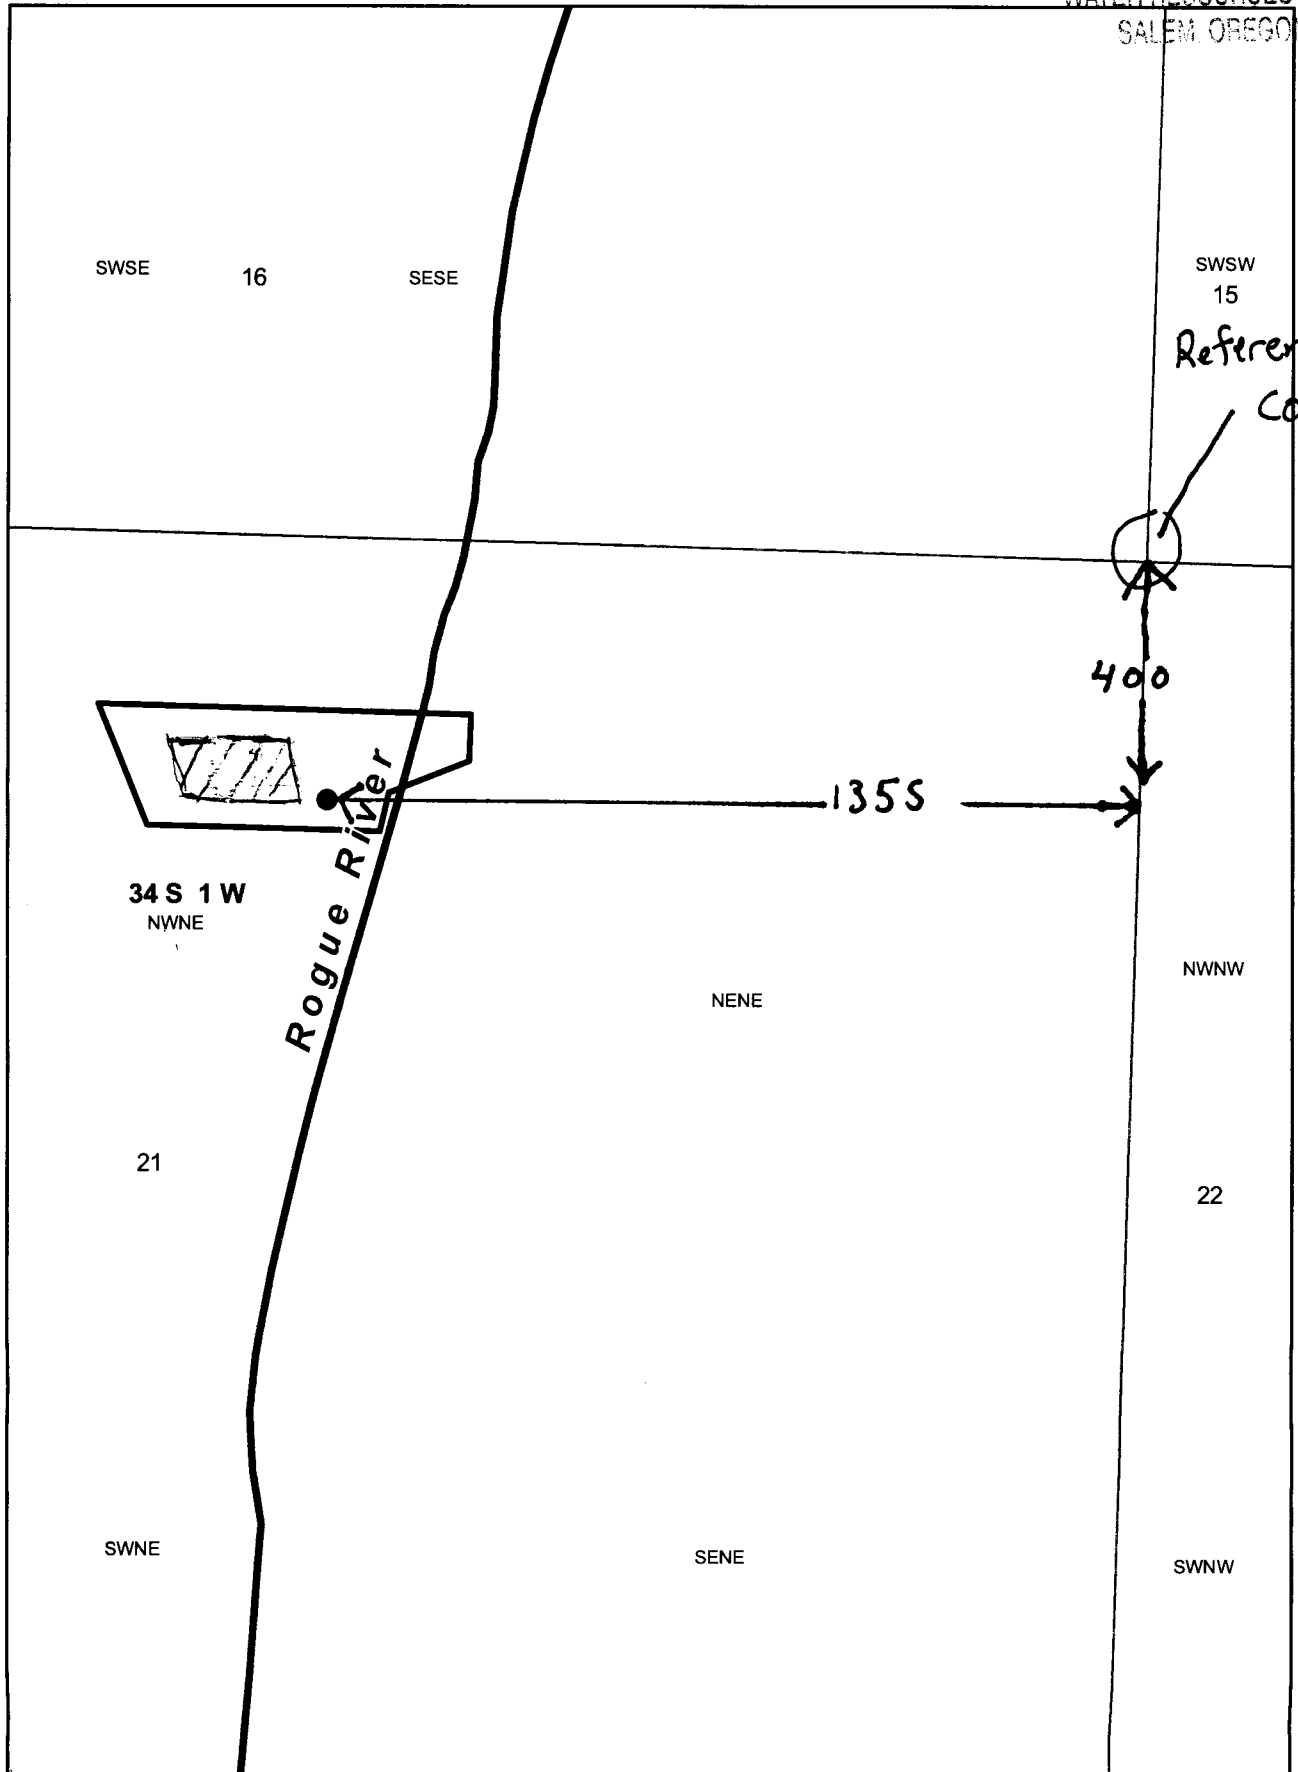 SALEM, OREGO
SWSE
16
SESE
SWSW
15
Referen
Co
400
1355
Rogue River
34 S 1 W
NWNE
NENE
NWNW
21
22
SWNE
SENE
SWNW